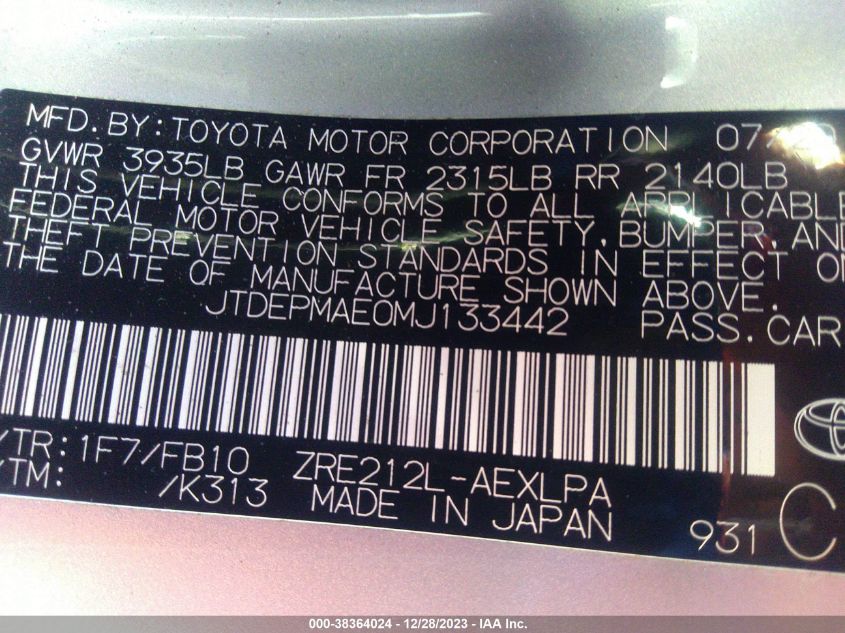 MFD. BY: TOYOTA MOTOR CORPORATION 07/20
GVWR 3935LB GAWR FR 2315LB RR 2140LB
THIS VEHICLE CONFORMS TO ALL APPLICABLE
FEDERAL MOTOR VEHICLE SAFETY, BUMPER, AND
THEFT PREVENTION STANDARDS IN EFFECT ON
THE DATE OF MANUFACTURE SHOWN ABOVE.
JTDEPMAE0MJ133442 PASS. CAR
/TR: 1F7/FB10 ZRE212L-AEXLPA
/TM: /K313 MADE IN JAPAN 931 C
000-38364024 - 12/28/2023 - IAA Inc.